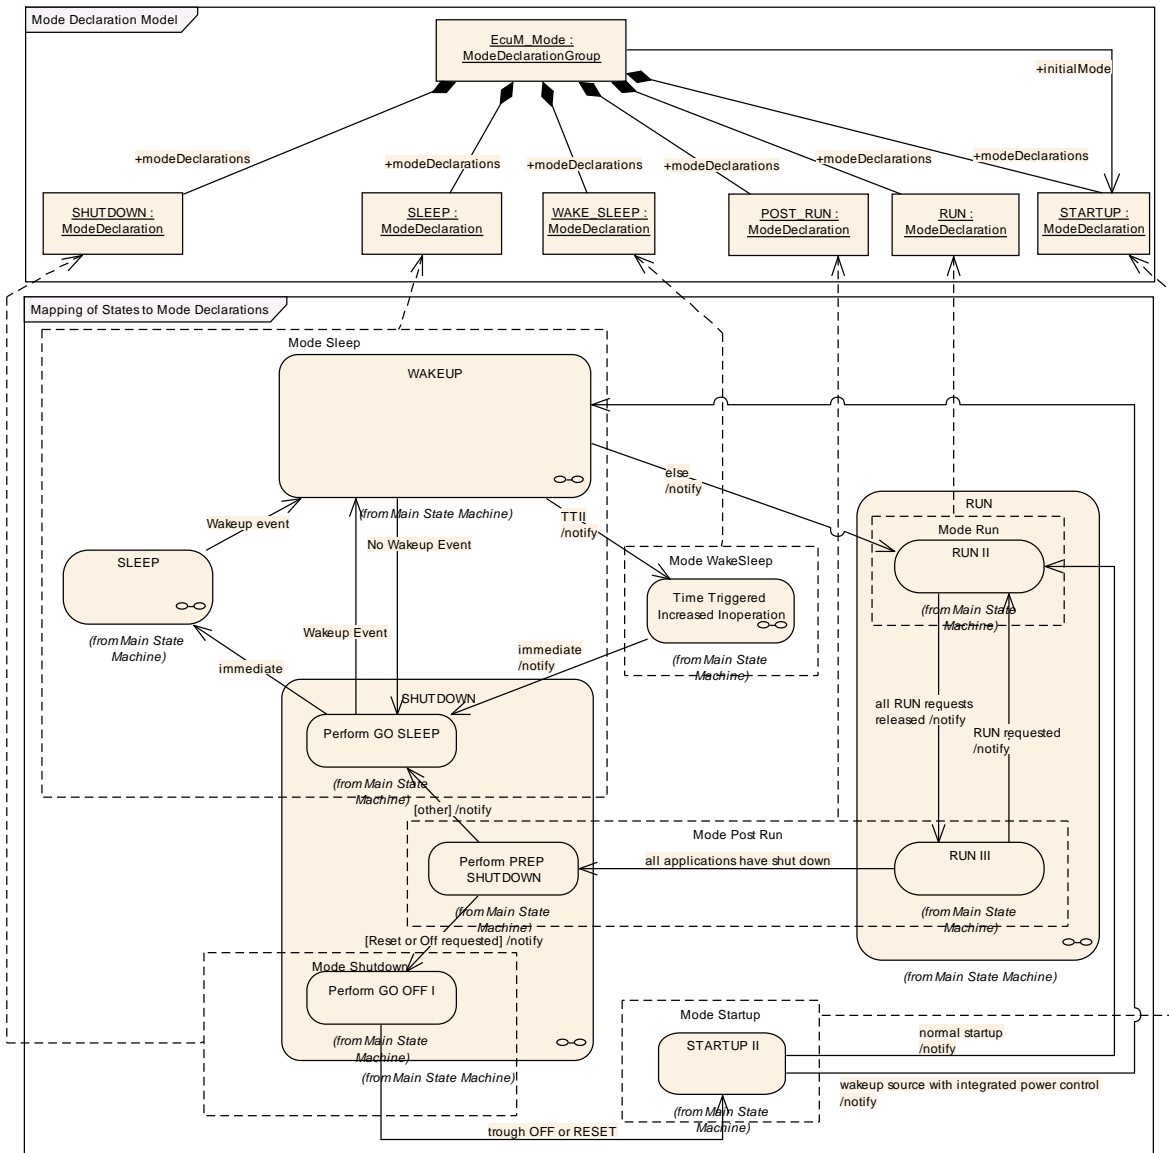 Mode Declaration Model
EcuM_Mode :
ModeDeclarationGroup
+initialMode
+modeDeclarations
+modeDeclarations
+modeDeclarations
+modeDeclarations
+modeDeclarations
+modeDeclarations
SHUTDOWN :
ModeDeclaration
SLEEP :
ModeDeclaration
WAKE_SLEEP :
ModeDeclaration
POST_RUN :
ModeDeclaration
RUN :
ModeDeclaration
STARTUP :
ModeDeclaration
Mapping of States to Mode Declarations
Mode Sleep
WAKEUP
(from Main State Machine)
else
/notify
TTII
/notify
Wakeup event
No Wakeup Event
SLEEP
(from Main State
Machine)
Wakeup Event
immediate
Mode WakeSleep
Time Triggered
Increased Inoperation
(from Main State
Machine)
immediate
/notify
RUN
Mode Run
RUN II
(from Main State
Machine)
all RUN requests
released /notify
RUN requested
/notify
SHUTDOWN
Perform GO SLEEP
(from Main State
Machine)
[other] /notify
Mode Post Run
Perform PREP
SHUTDOWN
(from Main State
Machine)
all applications have shut down
RUN III
(from Main State
Machine)
(from Main State Machine)
[Reset or Off requested] /notify
Mode Shutdown
Perform GO OFF I
(from Main State
Machine)
(from Main State Machine)
Mode Startup
STARTUP II
(from Main State
Machine)
normal startup
/notify
wakeup source with integrated power control
/notify
trough OFF or RESET